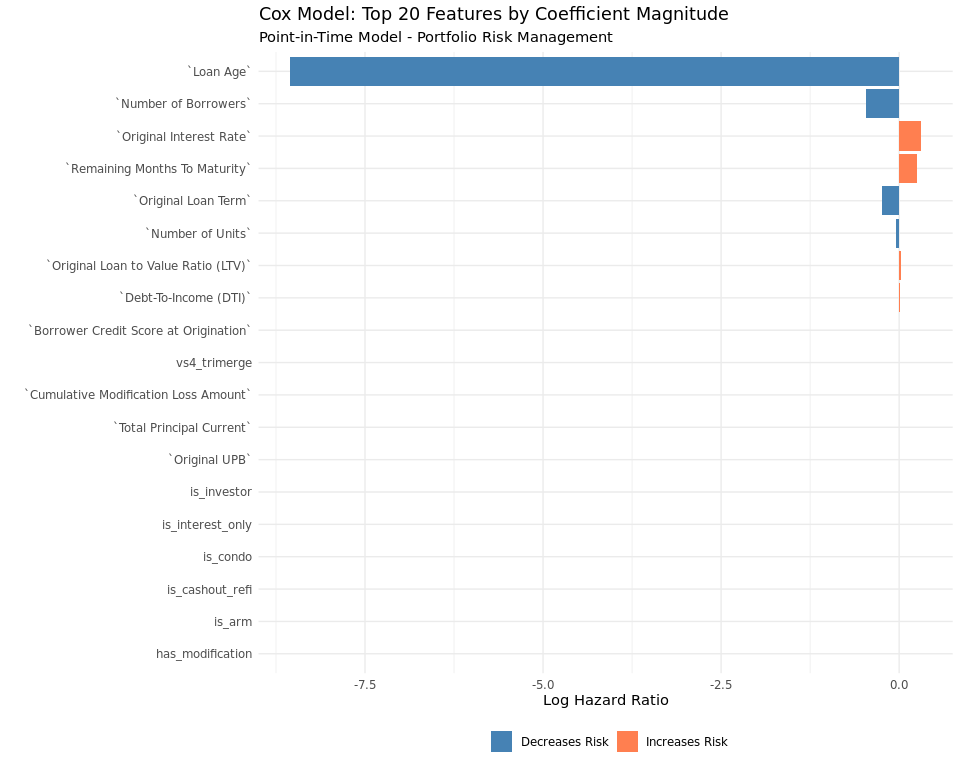 Cox Model: Top 20 Features by Coefficient Magnitude
Point-in-Time Model - Portfolio Risk Management
`Loan Age`
`Number of Borrowers`
`Original Interest Rate`
`Remaining Months To Maturity`
`Original Loan Term`
`Number of Units`
`Original Loan to Value Ratio (LTV)`
`Debt-To-Income (DTI)`
`Borrower Credit Score at Origination`
vs4_trimerge
`Cumulative Modification Loss Amount`
`Total Principal Current`
`Original UPB`
is_investor
is_interest_only
is_condo
is_cashout_refi
is_arm
has_modification
-7.5 -5.0 -2.5 0.0
Log Hazard Ratio
Decreases Risk Increases Risk